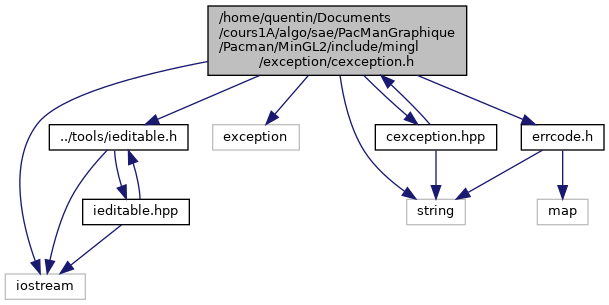 /home/quentin/Documents
/cours1A/algo/sae/PacManGraphique
/Pacman/MinGL2/include/mingl
/exception/cexception.h
../tools/ieditable.h
exception
cexception.hpp
errcode.h
ieditable.hpp
string
map
iostream